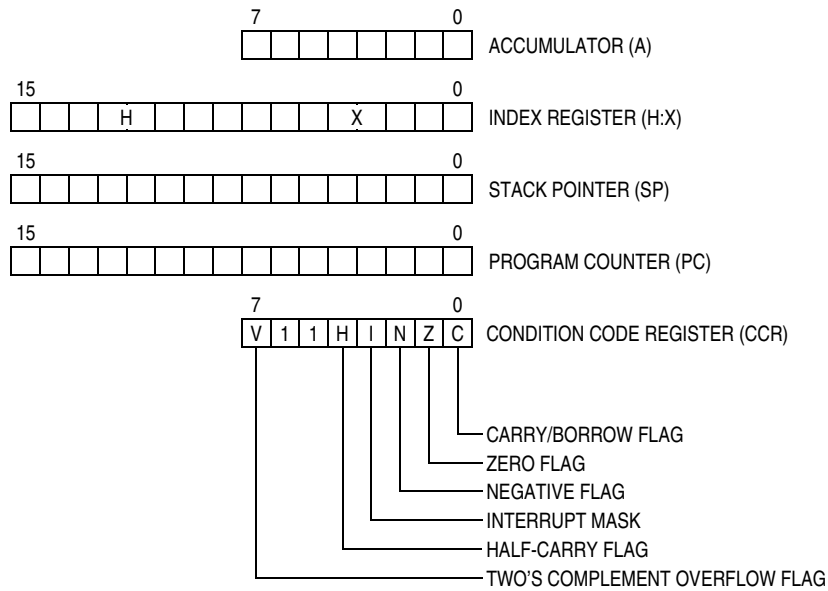 7 0
ACCUMULATOR (A)
15 0
H X INDEX REGISTER (H:X)
15 0
STACK POINTER (SP)
15 0
PROGRAM COUNTER (PC)
7 0
V 1 1 H I N Z C CONDITION CODE REGISTER (CCR)
CARRY/BORROW FLAG
ZERO FLAG
NEGATIVE FLAG
INTERRUPT MASK
HALF-CARRY FLAG
TWO'S COMPLEMENT OVERFLOW FLAG